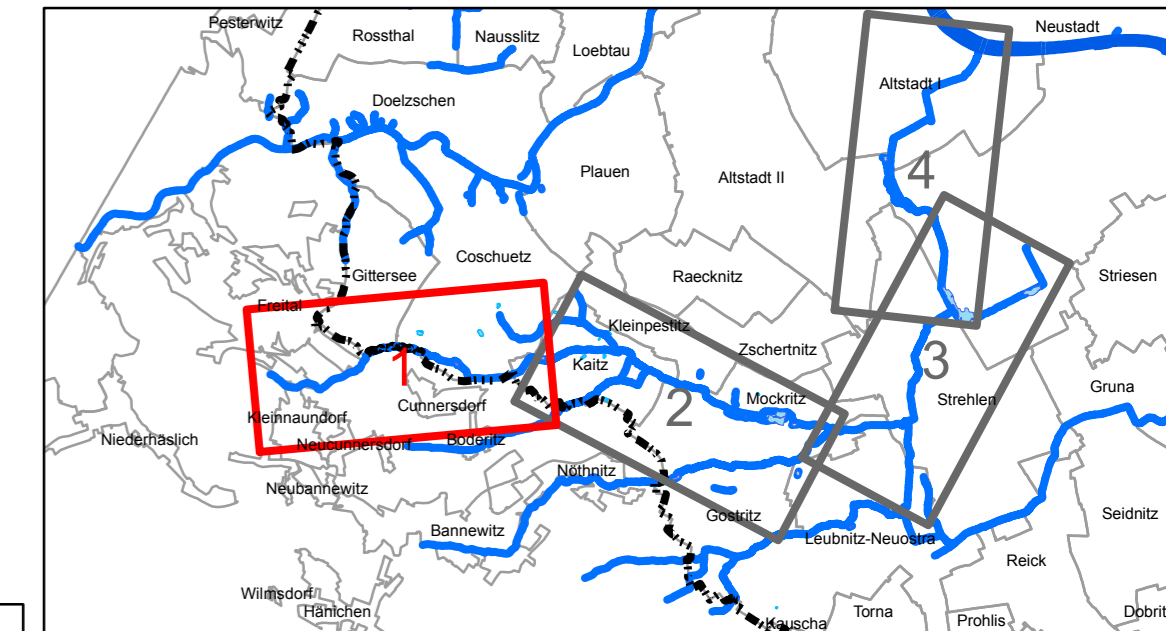 Pesterwitz
Rossthal
Nausslitz
Neustadt
Loebtau
Altstadt I
Doelzschen
Plauen
Altstadt II
4
Coschuetz
Gittersee
Raecknitz
Striesen
Freital
Kleinpestitz
Zschertnitz
1
Kaitz
3
Gruna
Cunnersdorf
Mockritz
Strehlen
2
Kleinnaundorf
Niederhäslich
Neucunnersdorf
Boderitz
Nöthnitz
Neubannewitz
Gostritz
Seidnitz
Bannewitz
Leubnitz-Neuostra
Reick
Wilmsdorf
Hänichen
Torna
Prohlis
Dobrit
Kauscha